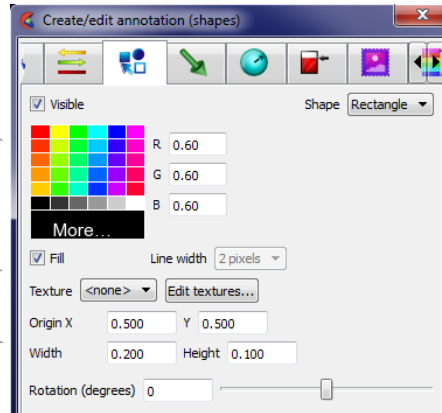 Create/edit annotation (shapes)
Visible Shape Rectangle
R 0.60
G 0.60
B 0.60
More...
Fill Line width 2 pixels
Texture <none> Edit textures...
Origin X 0.500 Y 0.500
Width 0.200 Height 0.100
Rotation (degrees) 0